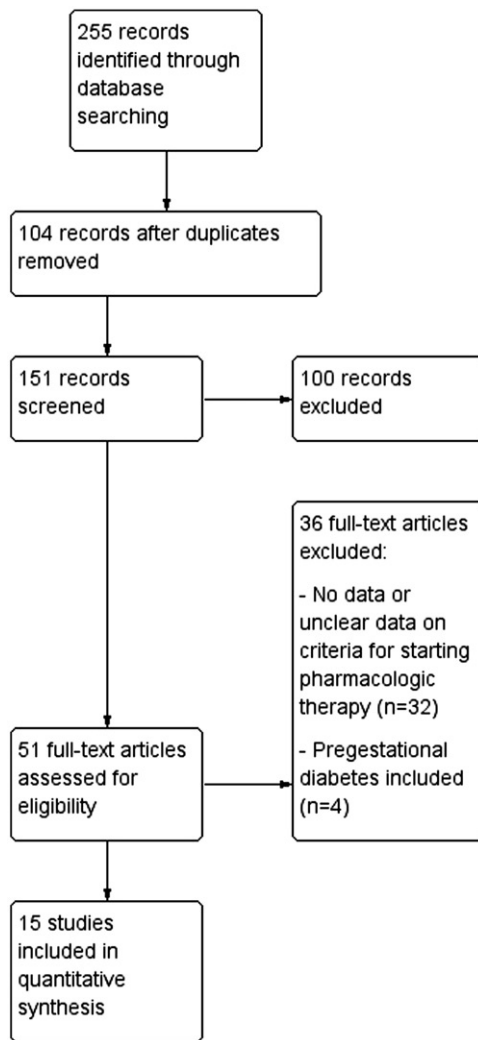 255 records
identified through
database
searching
104 records after duplicates
removed
151 records
screened
100 records
excluded
36 full-text articles
excluded:
- No data or
unclear data on
criteria for starting
pharmacologic
therapy (n=32)
- Pregestational
diabetes included
(n=4)
51 full-text articles
assessed for
eligibility
15 studies
included in
quantitative
synthesis